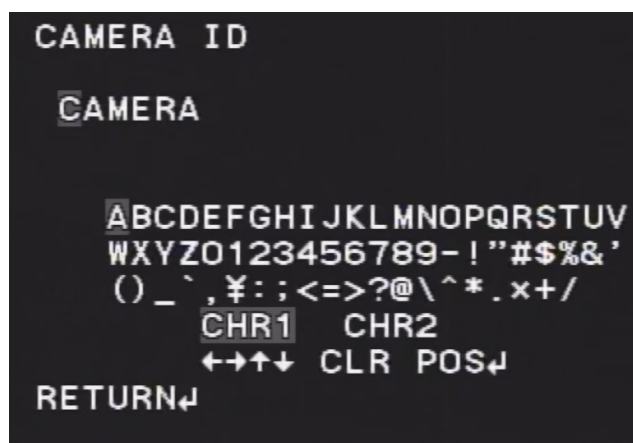 CAMERA ID
CAMERA
ABCDEFGHIJKLMNOPQRSTUV
WXYZ0123456789-!"#$%&'
()_`,¥:;<=>?@\^*.x+/
CHR1 CHR2
←→↑↓ CLR POS↲
RETURN↲